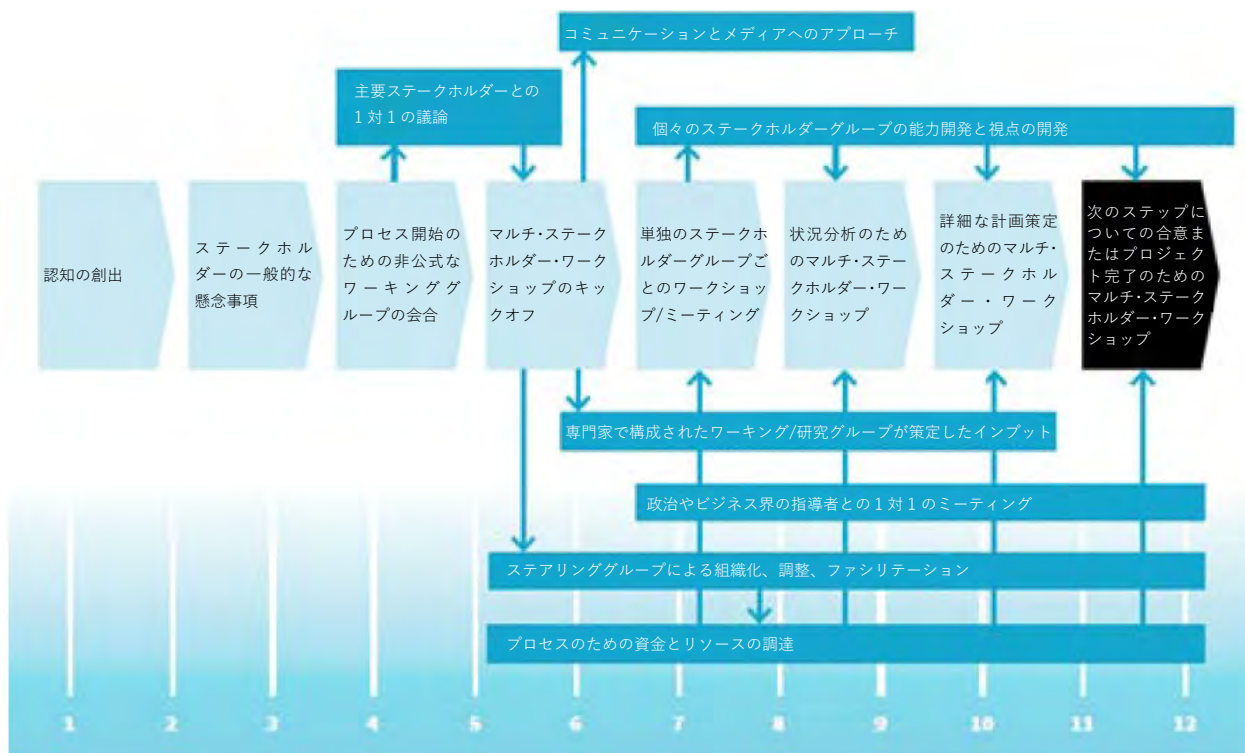 コミュニケーションとメディアへのアプローチ
主要ステークホルダーとの
1対1の議論
個々のステークホルダーグループの能力開発と視点の開発
認知の創出
ステークホル
ダーの一般的な
懸念事項
プロセス開始の
ための非公式な
ワーキンググ
ループの会合
マルチ・ステーク
ホルダー・ワーク
ショップのキッ
クオフ
単独のステークホ
ルダーグループご
とのワークショッ
プ/ミーティング
状況分析のため
のマルチ・ステー
クホルダー・ワー
クショップ
詳細な計画策定
のためのマルチ・
ステークホル
ダー・ワーク
ショップ
次のステップに
ついての合意ま
たはプロジェク
ト完了のための
マルチ・ステーク
ホルダー・ワーク
ショップ
専門家で構成されたワーキング/研究グループが策定したインプット
政治やビジネス界の指導者との1対1のミーティング
ステアリンググループによる組織化、調整、ファシリテーション
プロセスのための資金とリソースの調達
1 2 3 4 5 6 7 8 9 10 11 12